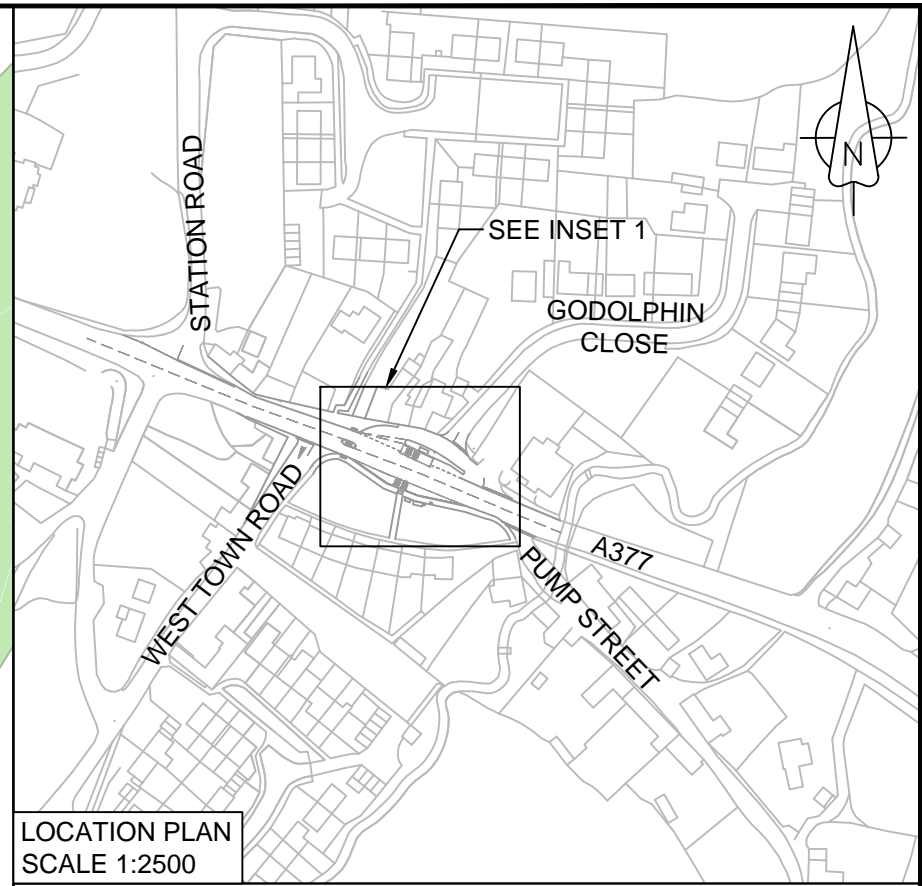 STATION ROAD
N
SEE INSET 1
GODOLPHIN
CLOSE
WEST TOWN ROAD
A377
PUMP STREET
LOCATION PLAN
SCALE 1:2500